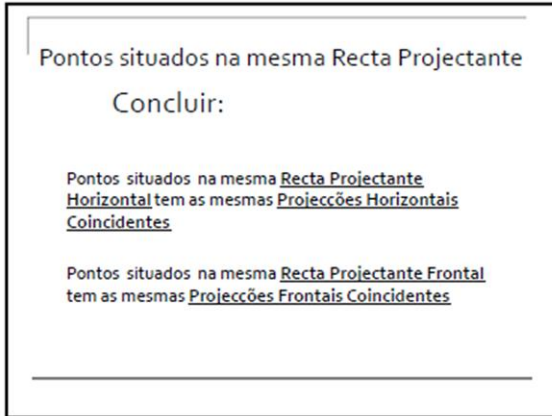 Pontos situados na mesma Recta Projectante
Concluir:
Pontos situados na mesma Recta Projectante
Horizontal tem as mesmas Projecções Horizontais
Coincidentes
Pontos situados na mesma Recta Projectante Frontal
tem as mesmas Projecções Frontais Coincidentes